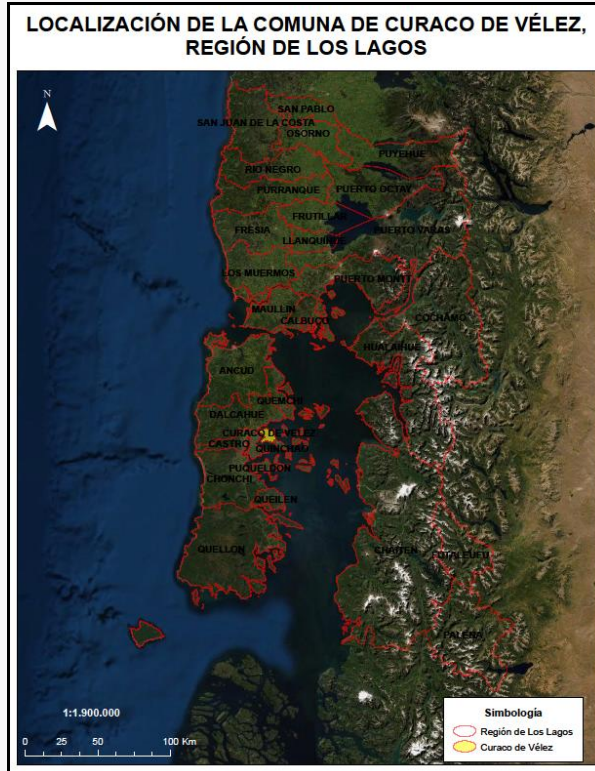 LOCALIZACIÓN DE LA COMUNA DE CURACO DE VÉLEZ,
REGIÓN DE LOS LAGOS
N
SAN PABLO
SAN JUAN DE LA COSTA
OSORNO
PUYEHUE
RIO NEGRO
PURRANQUE
PUERTO OCTAY
FRUTILLAR
FRESIA
PUERTO VARAS
LLANQUIHUE
LOS MUERMOS
PUERTO MONTT
MAULLIN
CALBUCO
COCHAMO
HUALAIHUE
ANCUD
QUEMCHI
DALCAHUE
CURACO DE VELEZ
CASTRO
QUINCHAO
PUQUELDON
CHONCHI
QUEILEN
QUELLON
CHAITEN
FUTALEUFU
PALENA
1:1.900.000
0 25 50 100 Km
Simbología
Región de Los Lagos
Curaco de Vélez